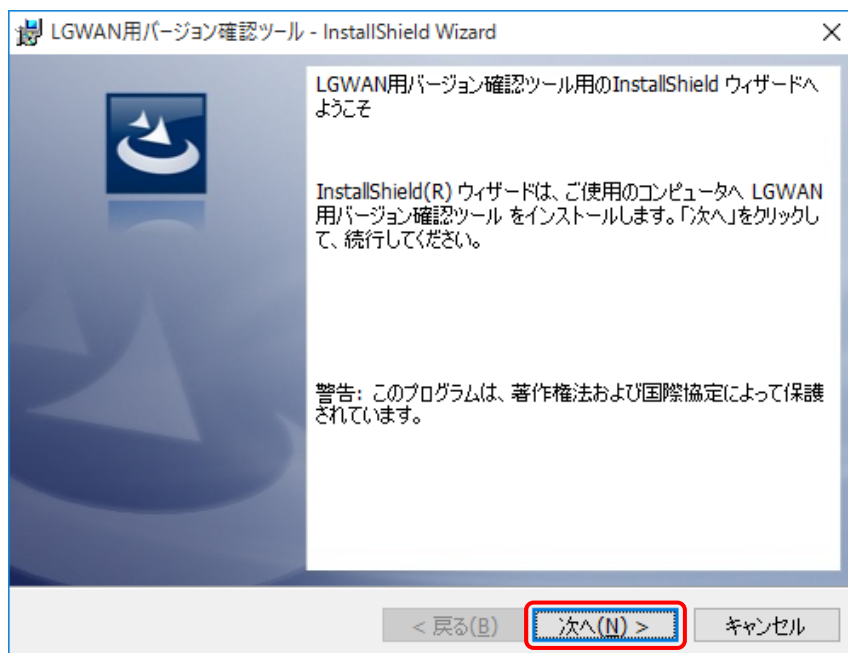 LGWAN用バージョン確認ツール - InstallShield Wizard
LGWAN用バージョン確認ツール用のInstallShield ウィザードへ
ようこそ
InstallShield(R) ウィザードは、ご使用のコンピュータへ LGWAN
用バージョン確認ツール をインストールします。「次へ」をクリックし
て、続行してください。
警告: このプログラムは、著作権法および国際協定によって保護
されています。
< 戻る(B)
次へ(N) >
キャンセル